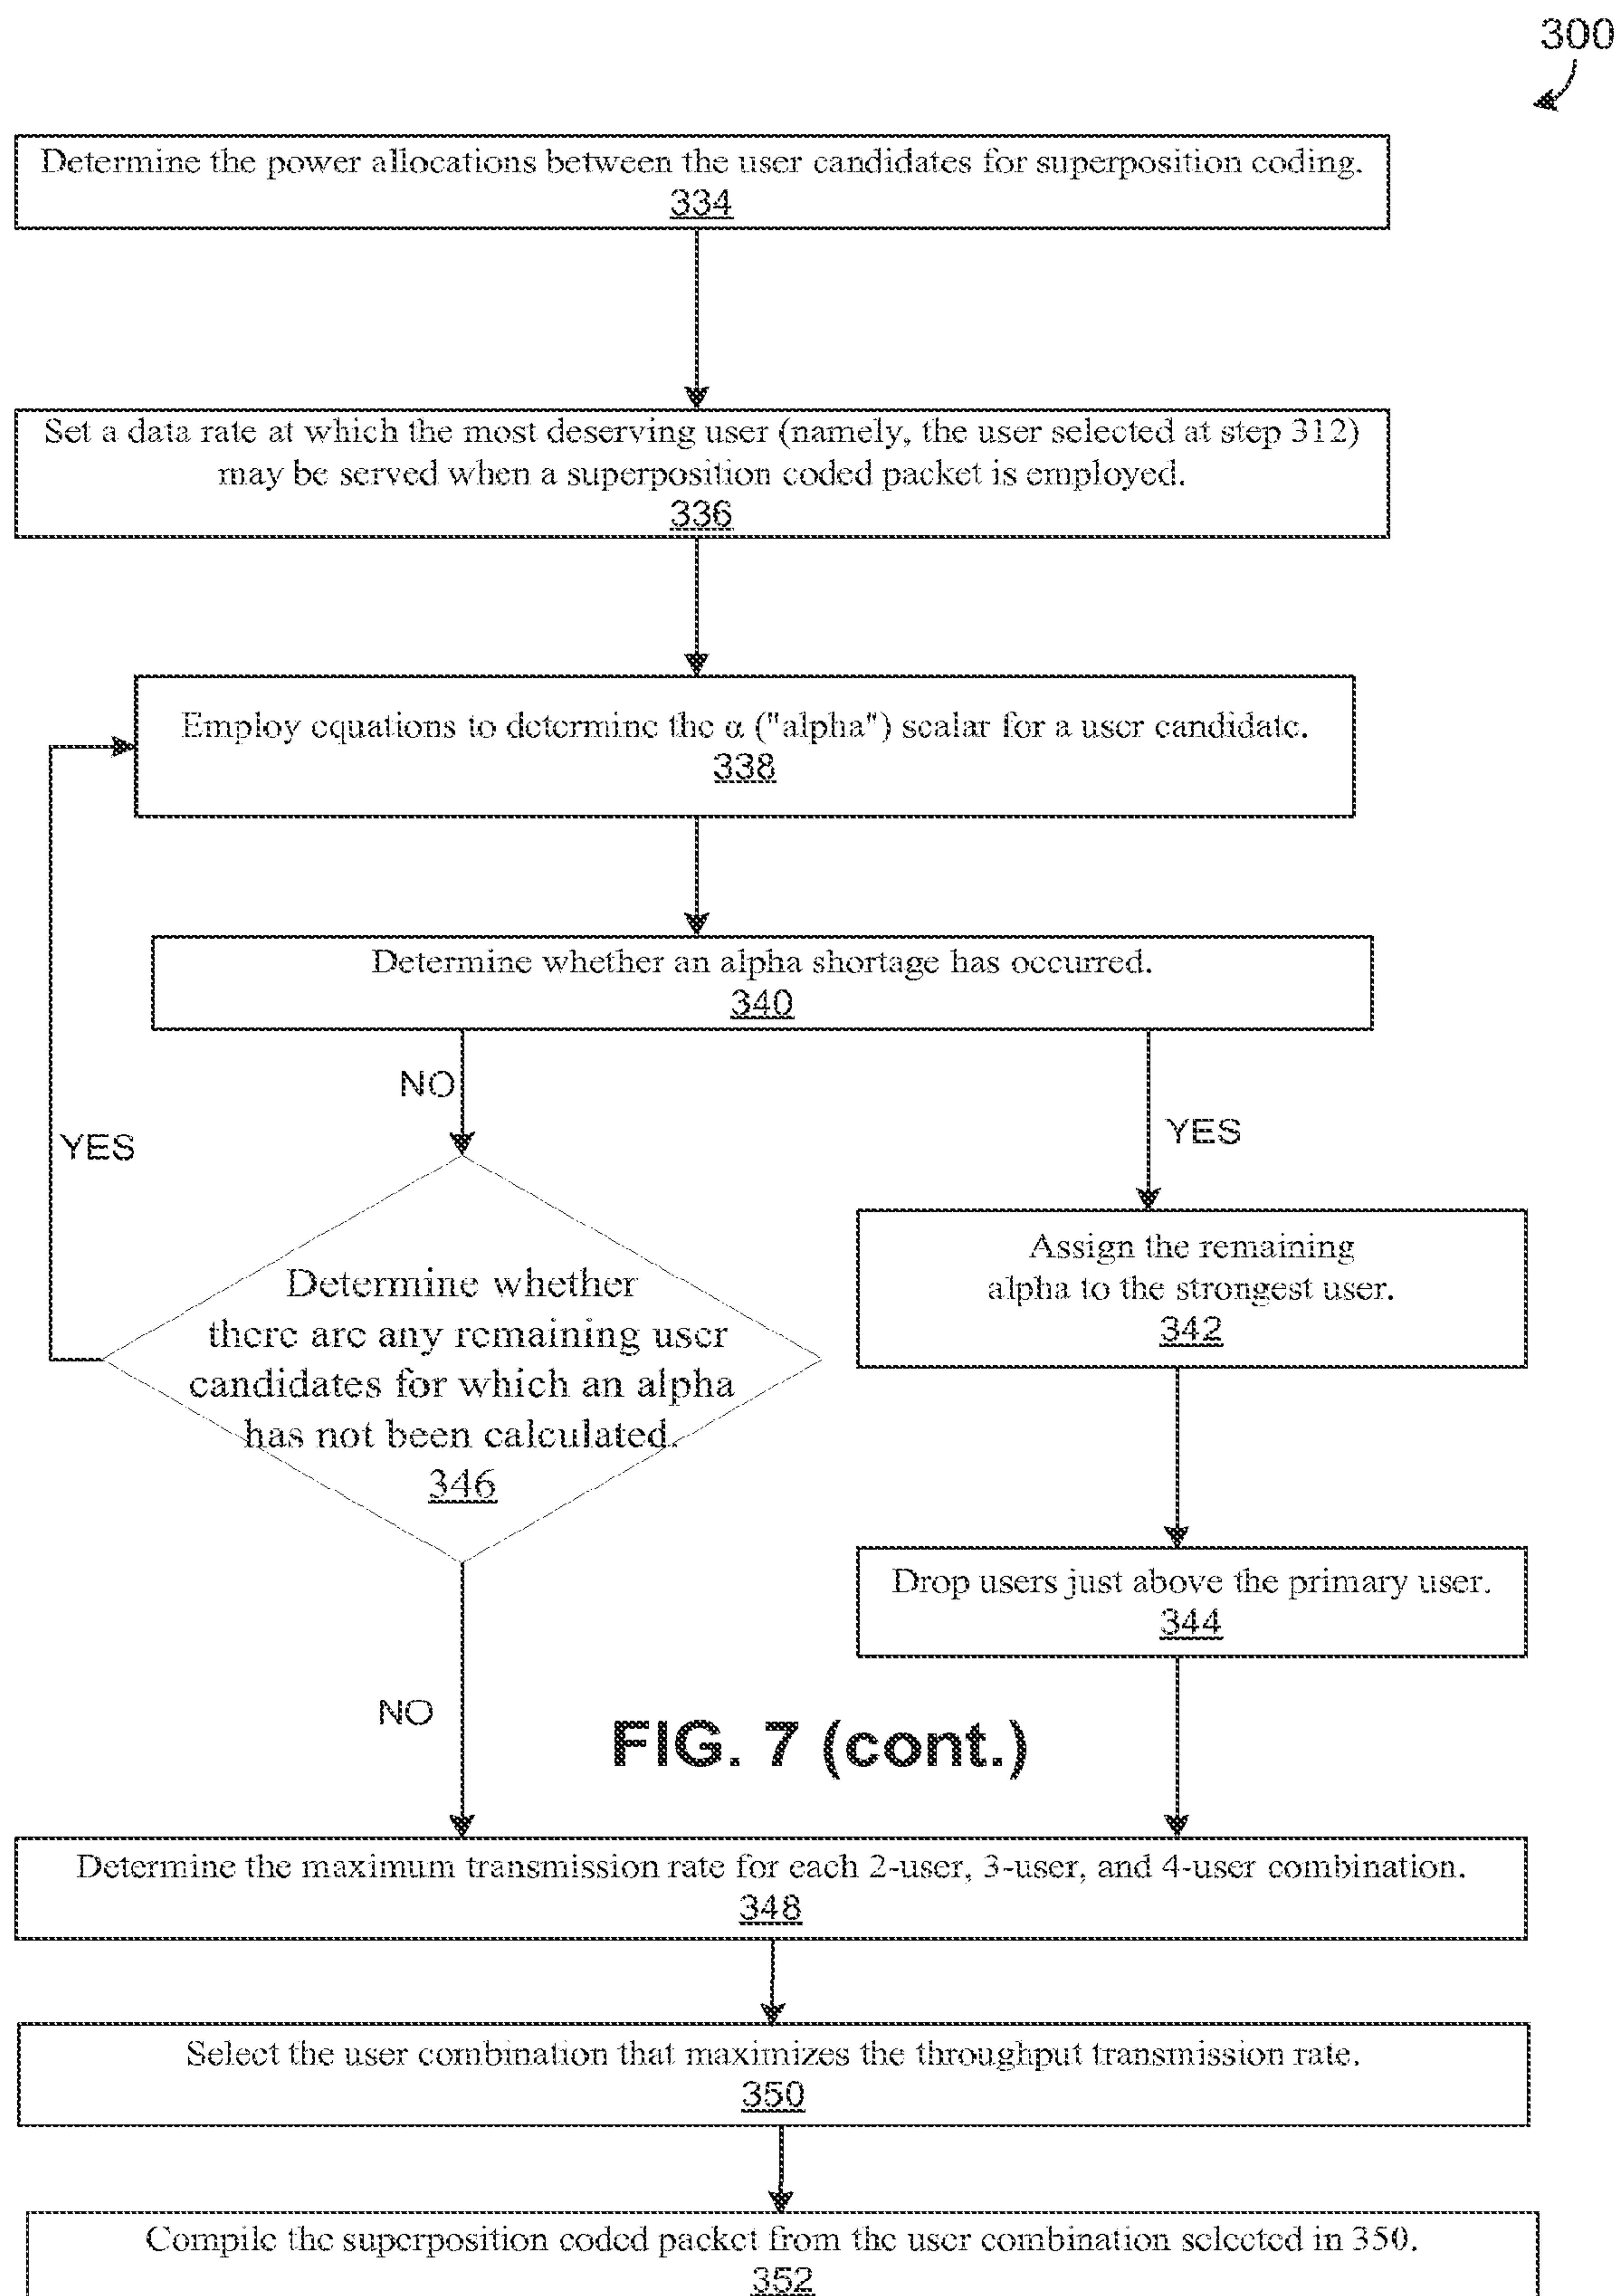 300
Determine the power allocations between the user candidates for superposition coding.
334
Set a data rate at which the most deserving user (namely, the user selected at step 312)
may be served when a superposition coded packet is employed.
336
Employ equations to determine the α ("alpha") scalar for a user candidate.
338
Determine whether an alpha shortage has occurred.
340
NO
YES
YES
Assign the remaining
alpha to the strongest user.
342
Determine whether
there are any remaining user
candidates for which an alpha
has not been calculated.
346
Drop users just above the primary user.
344
NO
FIG. 7 (cont.)
Determine the maximum transmission rate for each 2-user, 3-user, and 4-user combination.
348
Select the user combination that maximizes the throughput transmission rate.
350
Compile the superposition coded packet from the user combination selected in 350.
352